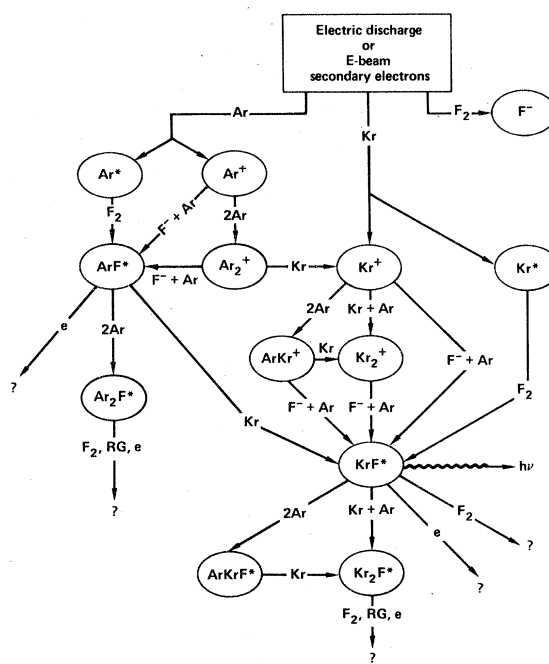 Electric discharge
or
E-beam
secondary electrons
Ar
F₂
F⁻
Kr
Ar*
Ar⁺
F₂
F⁻ + Ar
2Ar
ArF*
F⁻ + Ar
Ar₂⁺
Kr
Kr⁺
Kr*
e
2Ar
2Ar
Kr + Ar
?
ArKr⁺
Kr
Kr₂⁺
F⁻ + Ar
F₂
Ar₂F*
Kr
F⁻ + Ar
F⁻ + Ar
F₂, RG, e
KrF*
hν
?
2Ar
Kr + Ar
F₂
e
?
ArKrF*
Kr
Kr₂F*
?
F₂, RG, e
?